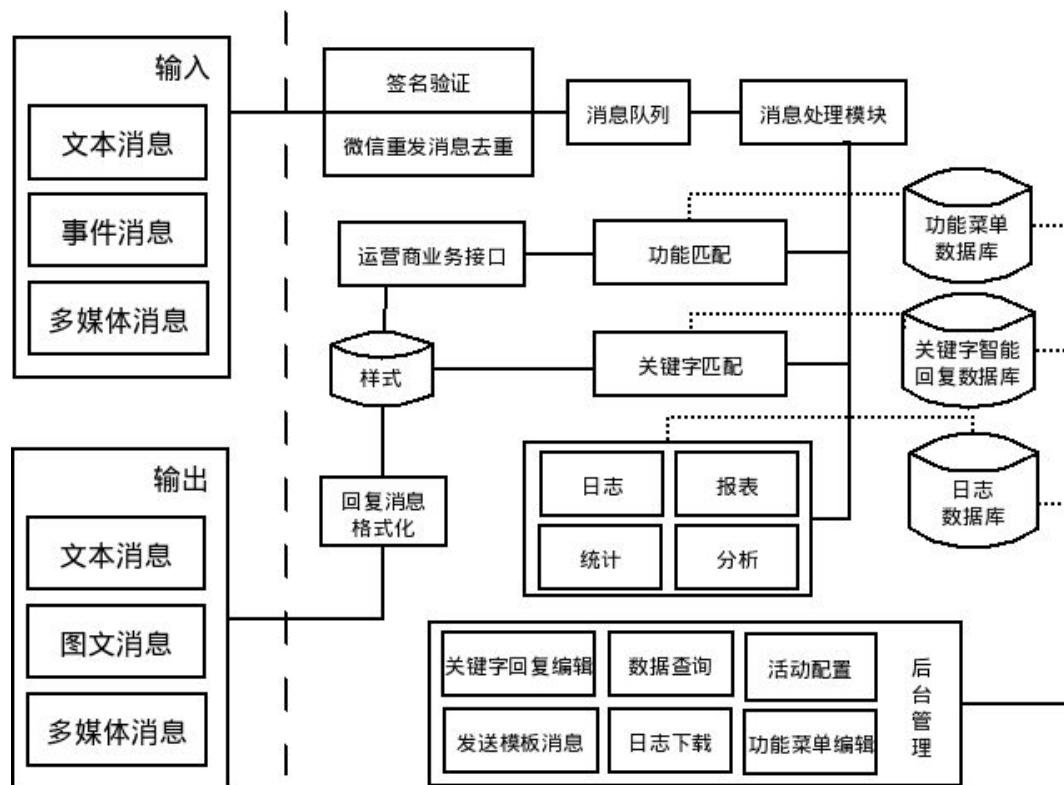 输入
文本消息
事件消息
多媒体消息
签名验证
微信重发消息去重
消息队列
消息处理模块
运营商业务接口
功能匹配
功能菜单
数据库
样式
关键字匹配
关键字智能
回复数据库
输出
文本消息
图文消息
多媒体消息
回复消息
格式化
日志
报表
统计
分析
日志
数据库
关键字回复编辑
数据查询
活动配置
发送模板消息
日志下载
功能菜单编辑
后
台
管
理